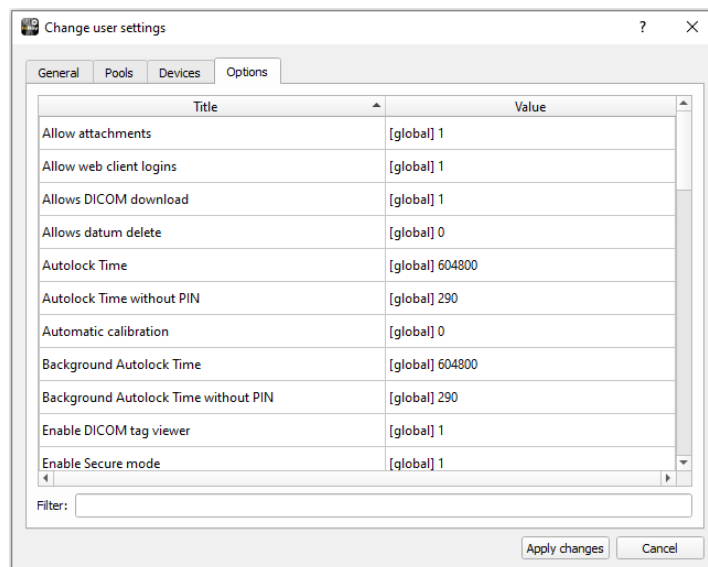 Change user settings
General Pools Devices Options
Title Value
Allow attachments [global] 1
Allow web client logins [global] 1
Allows DICOM download [global] 1
Allows datum delete [global] 0
Autolock Time [global] 604800
Autolock Time without PIN [global] 290
Automatic calibration [global] 0
Background Autolock Time [global] 604800
Background Autolock Time without PIN [global] 290
Enable DICOM tag viewer [global] 1
Enable Secure mode [global] 1
Filter:
Apply changes Cancel